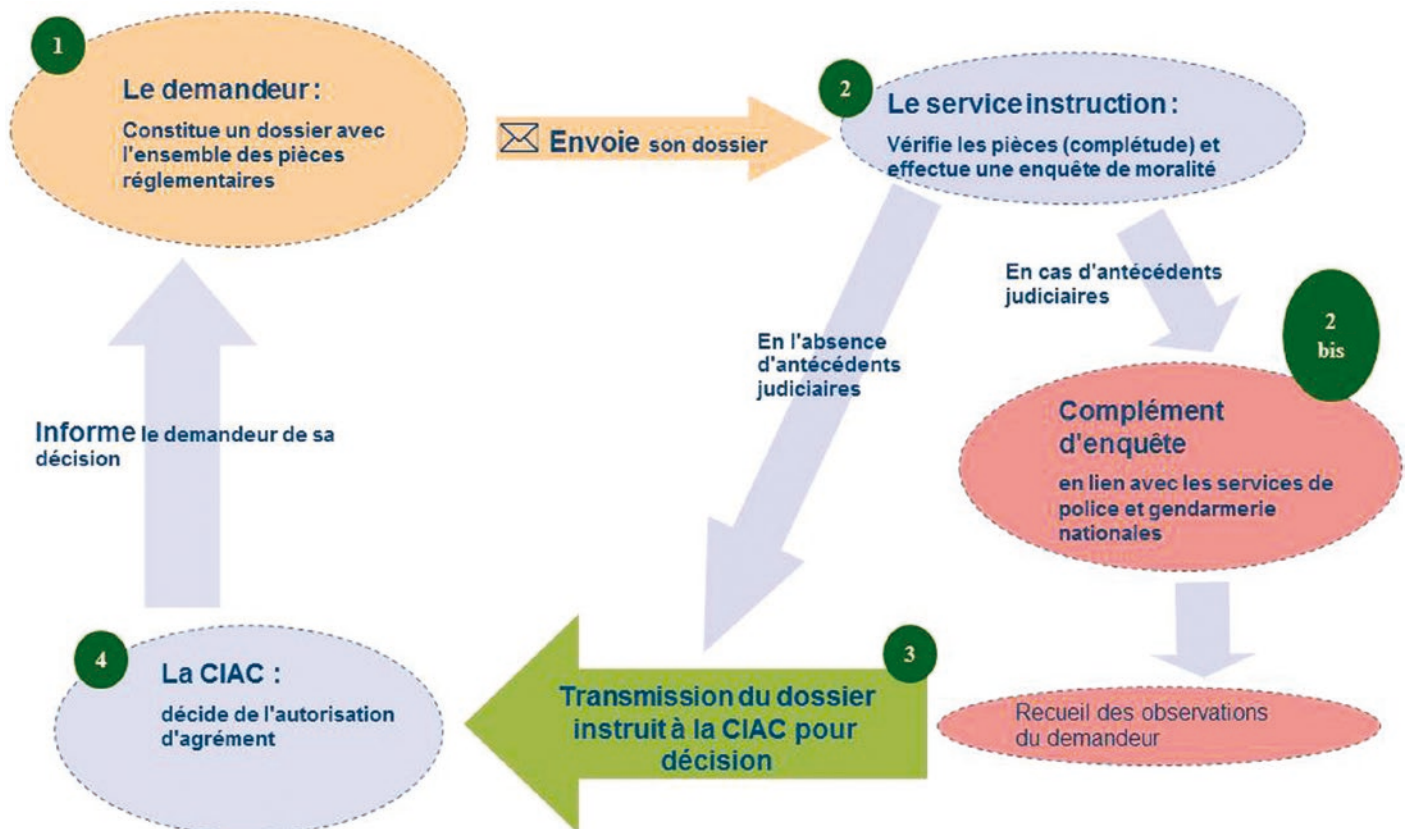 1
Le demandeur :
Constitue un dossier avec
l'ensemble des pièces
réglementaires
Envoie son dossier
2
Le service instruction :
Vérifie les pièces (complétude) et
effectue une enquête de moralité
En cas d'antécédents
judiciaires
2
bis
En l'absence
d'antécédents
judiciaires
Complément
d'enquête
en lien avec les services de
police et gendarmerie
nationales
Informe le demandeur de sa
décision
3
Transmission du dossier
instruit à la CIAC pour
décision
Recueil des observations
du demandeur
4
La CIAC :
décide de l'autorisation
d'agrément